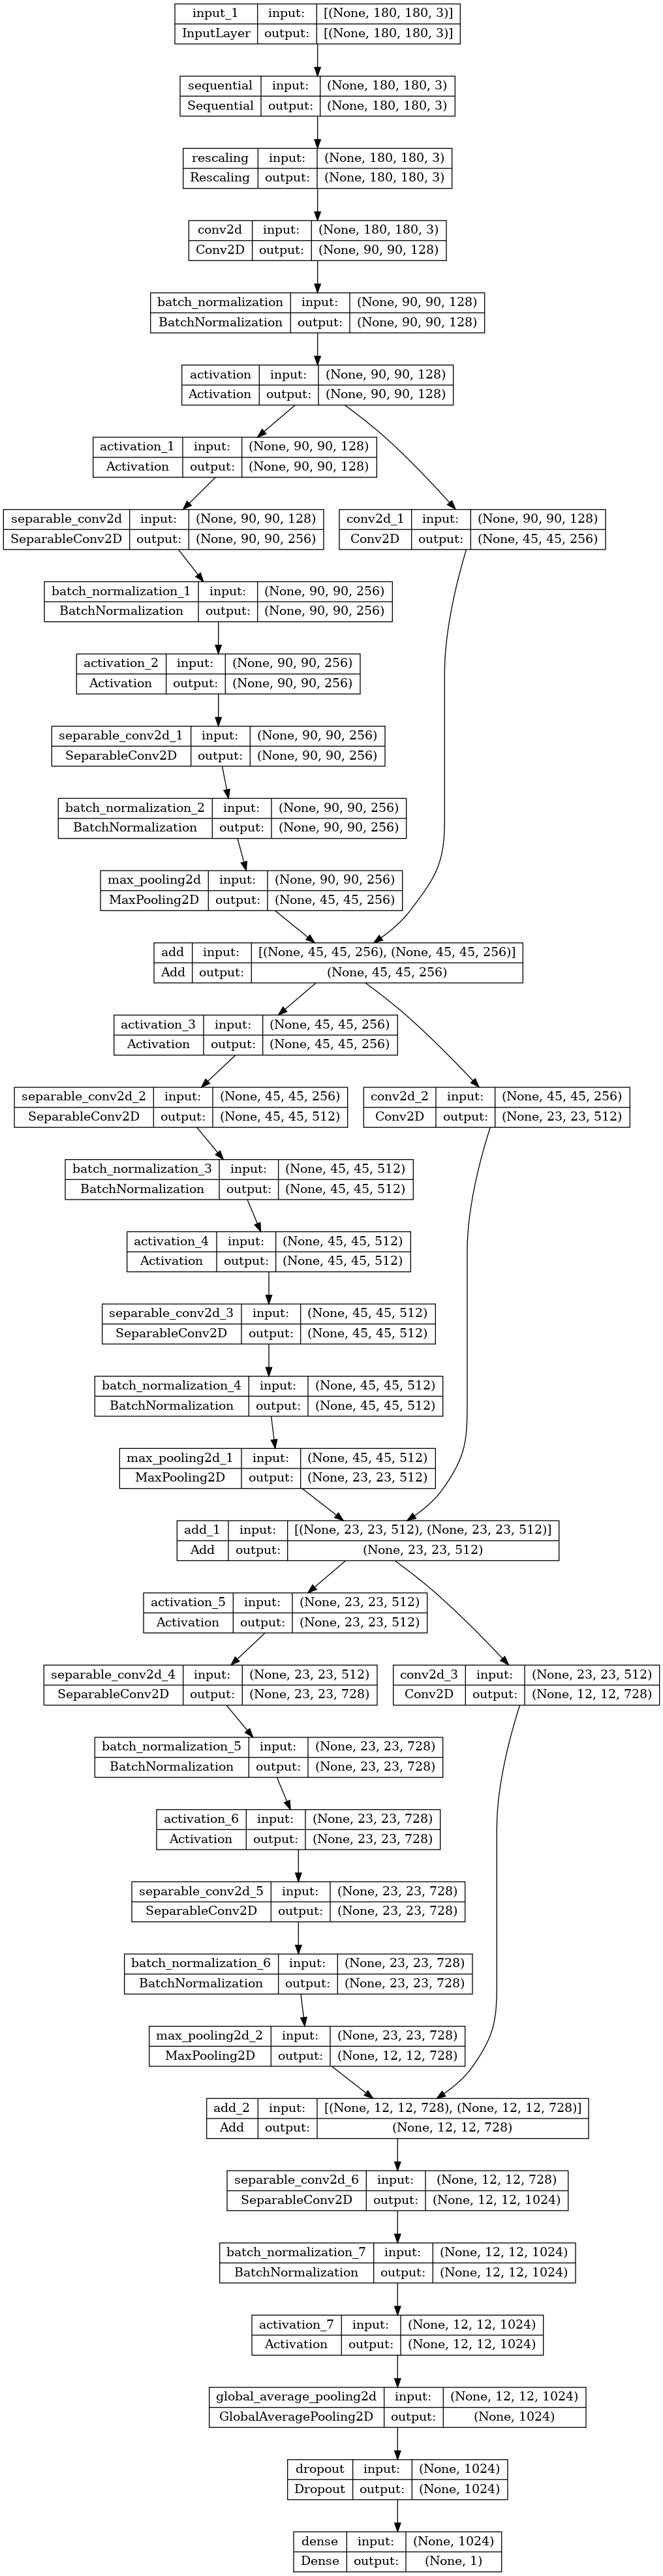 input_1 input: [(None, 180, 180, 3)]
InputLayer output: [(None, 180, 180, 3)]
sequential input: (None, 180, 180, 3)
Sequential output: (None, 180, 180, 3)
rescaling input: (None, 180, 180, 3)
Rescaling output: (None, 180, 180, 3)
conv2d input: (None, 180, 180, 3)
Conv2D output: (None, 90, 90, 128)
batch_normalization input: (None, 90, 90, 128)
BatchNormalization output: (None, 90, 90, 128)
activation input: (None, 90, 90, 128)
Activation output: (None, 90, 90, 128)
activation_1 input: (None, 90, 90, 128)
Activation output: (None, 90, 90, 128)
separable_conv2d input: (None, 90, 90, 128)
SeparableConv2D output: (None, 90, 90, 256)
conv2d_1 input: (None, 90, 90, 128)
Conv2D output: (None, 45, 45, 256)
batch_normalization_1 input: (None, 90, 90, 256)
BatchNormalization output: (None, 90, 90, 256)
activation_2 input: (None, 90, 90, 256)
Activation output: (None, 90, 90, 256)
separable_conv2d_1 input: (None, 90, 90, 256)
SeparableConv2D output: (None, 90, 90, 256)
batch_normalization_2 input: (None, 90, 90, 256)
BatchNormalization output: (None, 90, 90, 256)
max_pooling2d input: (None, 90, 90, 256)
MaxPooling2D output: (None, 45, 45, 256)
add input: [(None, 45, 45, 256), (None, 45, 45, 256)]
Add output: (None, 45, 45, 256)
activation_3 input: (None, 45, 45, 256)
Activation output: (None, 45, 45, 256)
separable_conv2d_2 input: (None, 45, 45, 256)
SeparableConv2D output: (None, 45, 45, 512)
conv2d_2 input: (None, 45, 45, 256)
Conv2D output: (None, 23, 23, 512)
batch_normalization_3 input: (None, 45, 45, 512)
BatchNormalization output: (None, 45, 45, 512)
activation_4 input: (None, 45, 45, 512)
Activation output: (None, 45, 45, 512)
separable_conv2d_3 input: (None, 45, 45, 512)
SeparableConv2D output: (None, 45, 45, 512)
batch_normalization_4 input: (None, 45, 45, 512)
BatchNormalization output: (None, 45, 45, 512)
max_pooling2d_1 input: (None, 45, 45, 512)
MaxPooling2D output: (None, 23, 23, 512)
add_1 input: [(None, 23, 23, 512), (None, 23, 23, 512)]
Add output: (None, 23, 23, 512)
activation_5 input: (None, 23, 23, 512)
Activation output: (None, 23, 23, 512)
separable_conv2d_4 input: (None, 23, 23, 512)
SeparableConv2D output: (None, 23, 23, 728)
conv2d_3 input: (None, 23, 23, 512)
Conv2D output: (None, 12, 12, 728)
batch_normalization_5 input: (None, 23, 23, 728)
BatchNormalization output: (None, 23, 23, 728)
activation_6 input: (None, 23, 23, 728)
Activation output: (None, 23, 23, 728)
separable_conv2d_5 input: (None, 23, 23, 728)
SeparableConv2D output: (None, 23, 23, 728)
batch_normalization_6 input: (None, 23, 23, 728)
BatchNormalization output: (None, 23, 23, 728)
max_pooling2d_2 input: (None, 23, 23, 728)
MaxPooling2D output: (None, 12, 12, 728)
add_2 input: [(None, 12, 12, 728), (None, 12, 12, 728)]
Add output: (None, 12, 12, 728)
separable_conv2d_6 input: (None, 12, 12, 728)
SeparableConv2D output: (None, 12, 12, 1024)
batch_normalization_7 input: (None, 12, 12, 1024)
BatchNormalization output: (None, 12, 12, 1024)
activation_7 input: (None, 12, 12, 1024)
Activation output: (None, 12, 12, 1024)
global_average_pooling2d input: (None, 12, 12, 1024)
GlobalAveragePooling2D output: (None, 1024)
dropout input: (None, 1024)
Dropout output: (None, 1024)
dense input: (None, 1024)
Dense output: (None, 1)